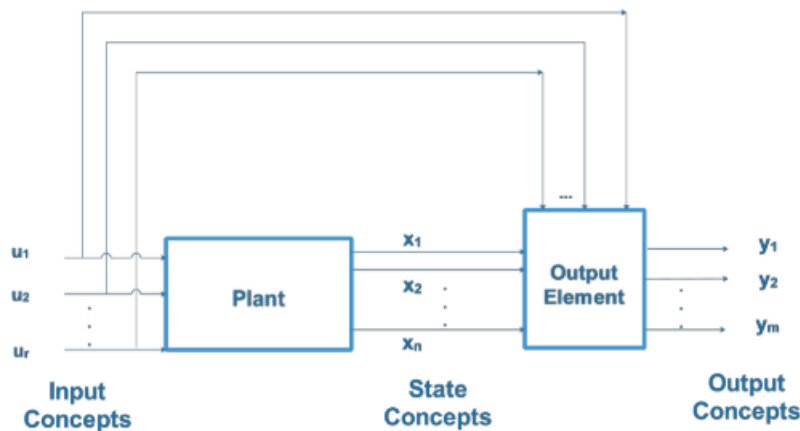 ...
u₁
u₂
. . .
uᵣ
Plant
x₁
x₂
. . .
xₙ
Output
Element
y₁
y₂
. . .
yₘ
Input
Concepts
State
Concepts
Output
Concepts